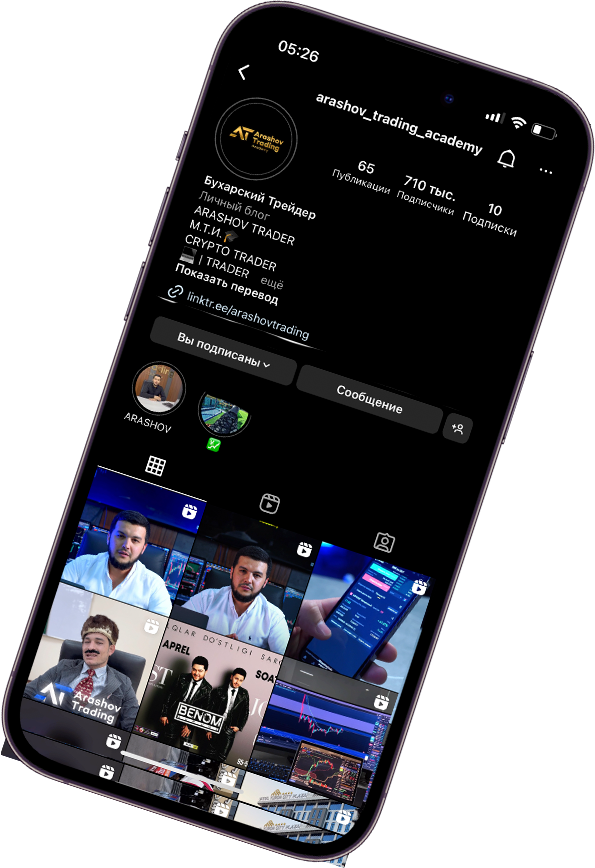 05:26
arashov_trading_academy
AT Arashov
Trading
ACADEMY
65
Публикации
710 тыс.
Подписчики
10
Подписки
Бухарский Трейдер
Личный блог
ARASHOV TRADER
М.Т.И.
CRYPTO TRADER
| TRADER ещё
Показать перевод
linktr.ee/arashovtrading
Вы подписаны
Сообщение
ARASHOV
AT Arashov
Trading
QLAR DO'STLIGI
APREL
SOAT
BENOM